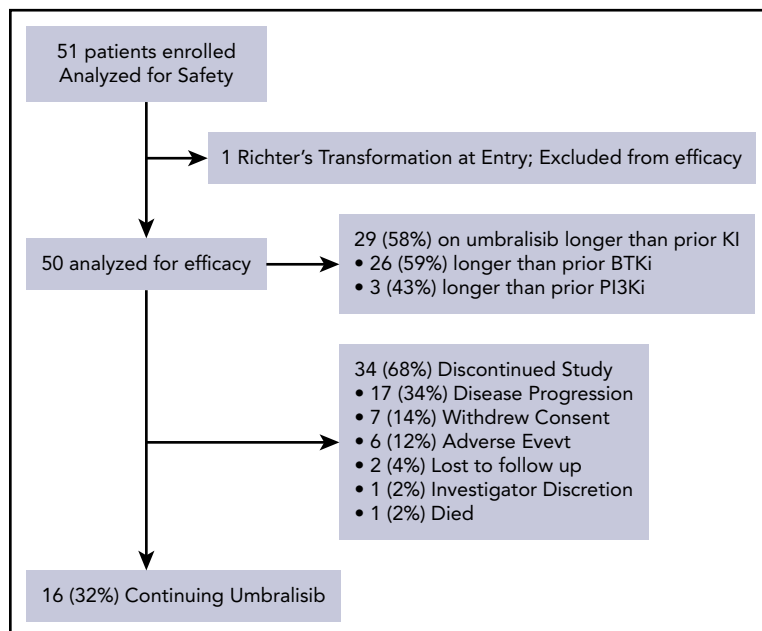 51 patients enrolled
Analyzed for Safety
1 Richter's Transformation at Entry; Excluded from efficacy
50 analyzed for efficacy
29 (58%) on umbralisib longer than prior KI
• 26 (59%) longer than prior BTKi
• 3 (43%) longer than prior PI3Ki
34 (68%) Discontinued Study
• 17 (34%) Disease Progression
• 7 (14%) Withdrew Consent
• 6 (12%) Adverse Evevt
• 2 (4%) Lost to follow up
• 1 (2%) Investigator Discretion
• 1 (2%) Died
16 (32%) Continuing Umbralisib